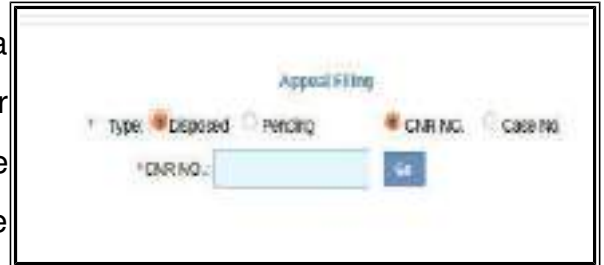 a
Appeal Filing
r
* Type: Disposed Pending CNR NO. Case No
e
*CNR NO.: Go
e